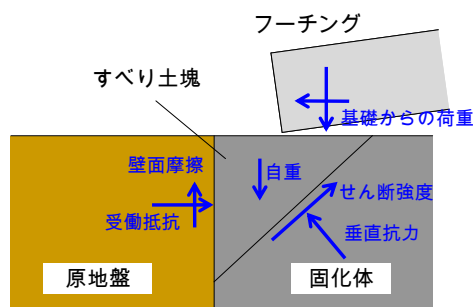 フーチング
すべり土塊
基礎からの荷重
壁面摩擦
自重
せん断強度
受働抵抗
垂直抗力
原地盤
固化体